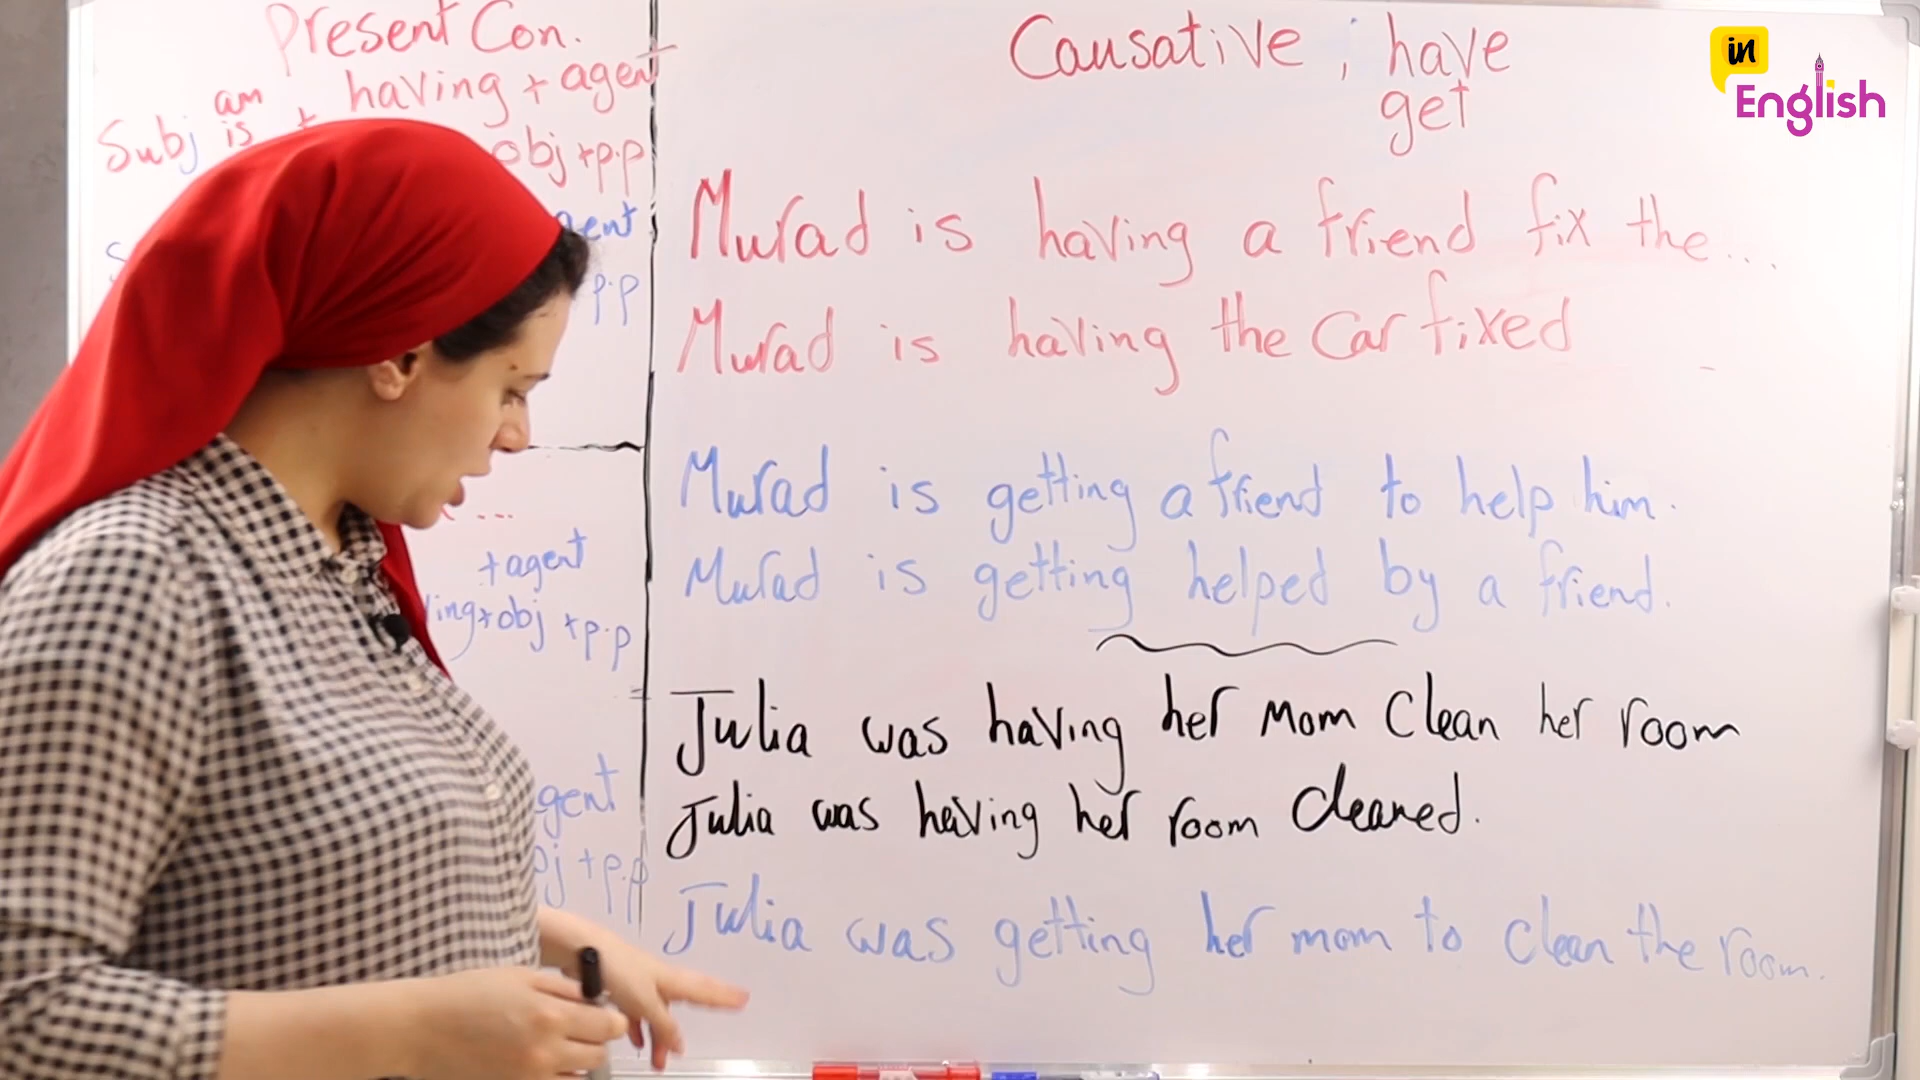 Present Con.
am
having + agent
Subj is +
obj + p.p
p.p
...
+ agent
ing + obj + p.p
+ p.p
Causative ; have
get
Murad is having a friend fix the...
Murad is having the car fixed
Murad is getting a friend to help him.
Murad is getting helped by a friend.
Julia was having her mom clean her room
Julia was having her room cleaned.
Julia was getting her mom to clean the room.
in
English